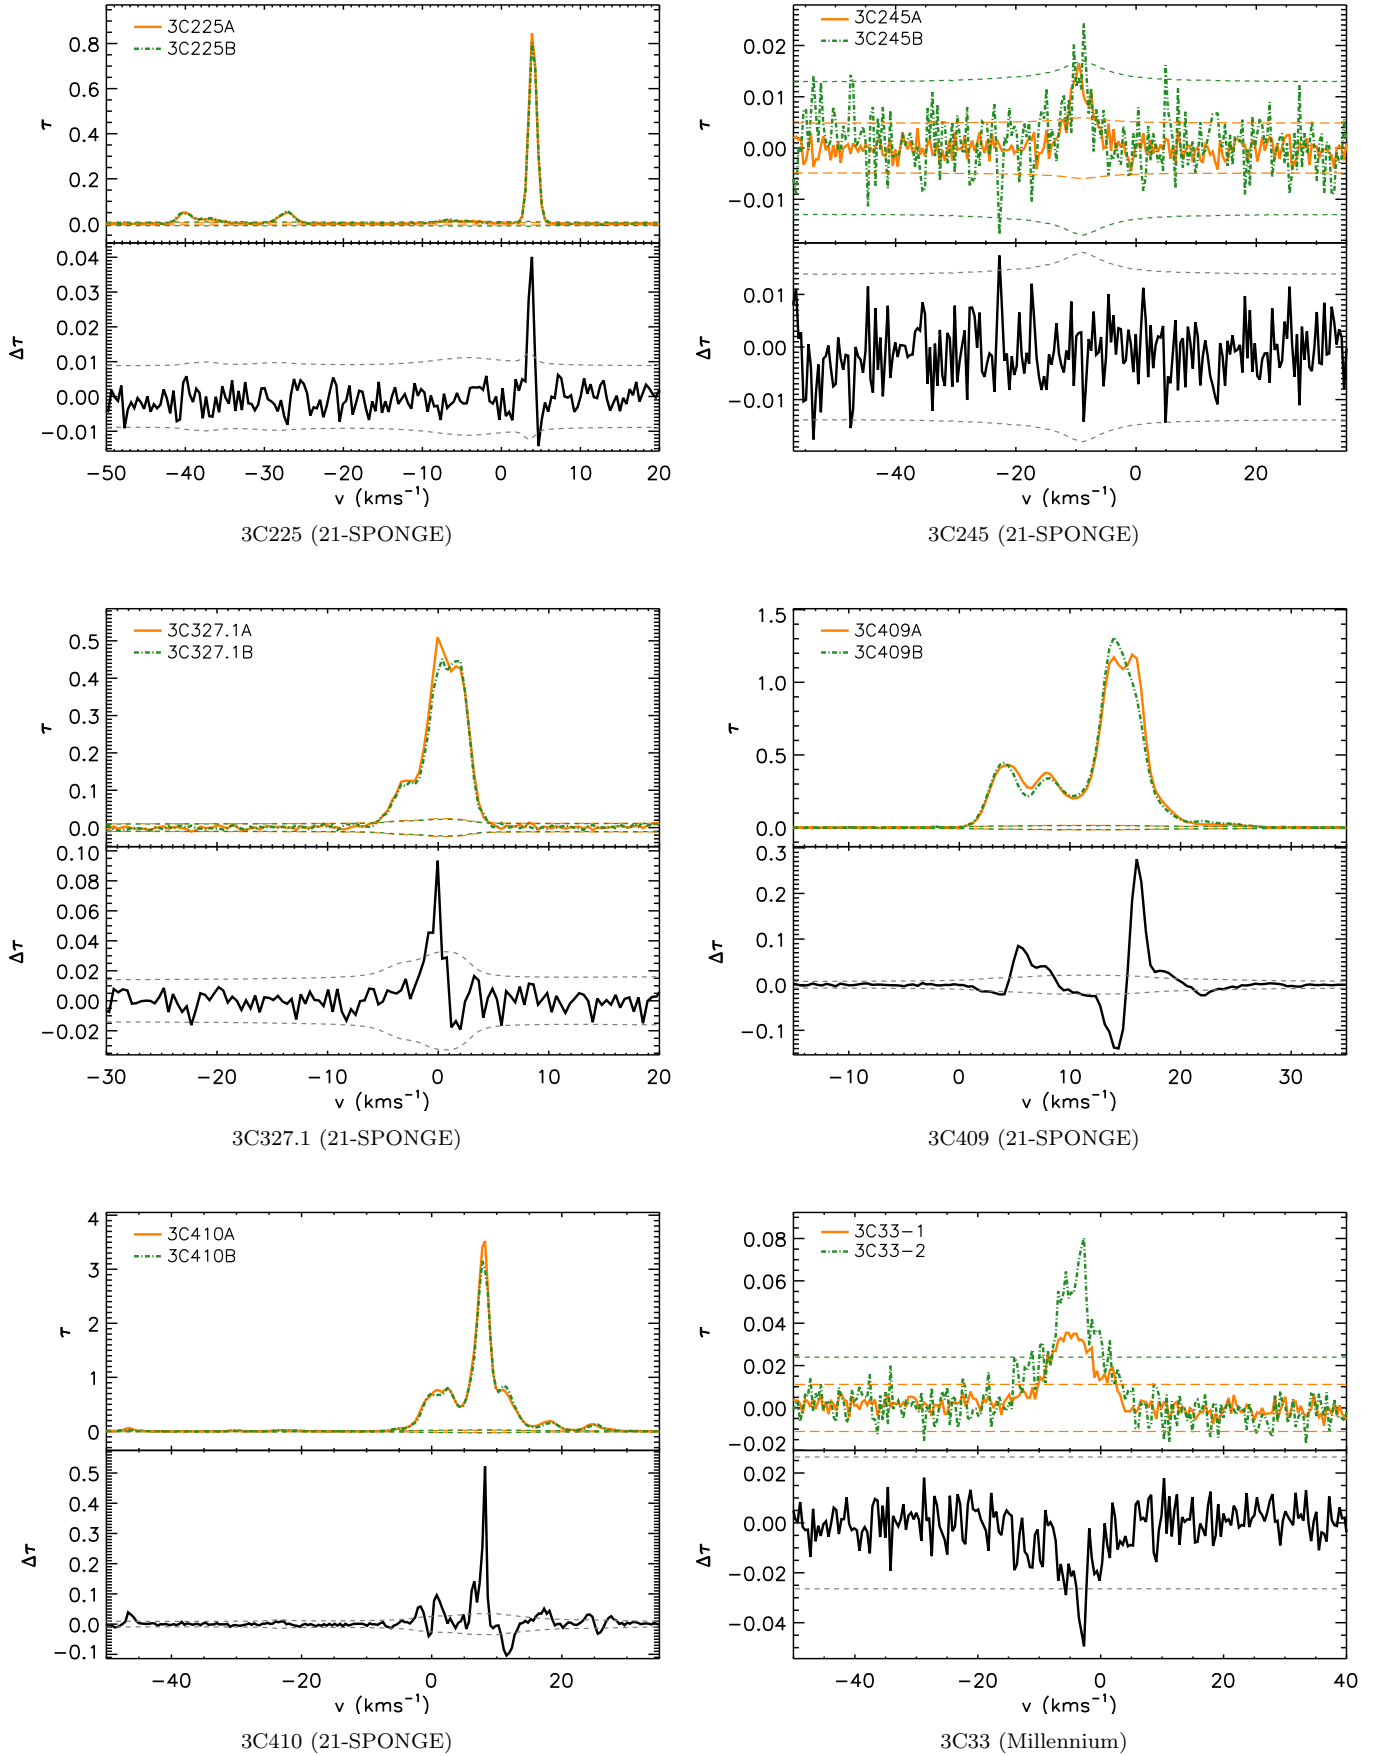 3C225A
3C225B
0.8
0.6
0.4
0.2
0.0
τ
0.04
0.03
0.02
0.01
0.00
−0.01
Δτ
−50 −40 −30 −20 −10 0 10 20
v (kms⁻¹)
3C225 (21-SPONGE)
3C245A
3C245B
0.02
0.01
0.00
−0.01
τ
0.01
0.00
−0.01
Δτ
−40 −20 0 20
v (kms⁻¹)
3C245 (21-SPONGE)
3C327.1A
3C327.1B
0.5
0.4
0.3
0.2
0.1
0.0
τ
0.10
0.08
0.06
0.04
0.02
0.00
−0.02
Δτ
−30 −20 −10 0 10 20
v (kms⁻¹)
3C327.1 (21-SPONGE)
3C409A
3C409B
1.5
1.0
0.5
0.0
τ
0.3
0.2
0.1
0.0
−0.1
Δτ
−10 0 10 20 30
v (kms⁻¹)
3C409 (21-SPONGE)
3C410A
3C410B
4
3
2
1
0
τ
0.5
0.4
0.3
0.2
0.1
0.0
−0.1
Δτ
−40 −20 0 20
v (kms⁻¹)
3C410 (21-SPONGE)
3C33−1
3C33−2
0.08
0.06
0.04
0.02
0.00
−0.02
τ
0.02
0.00
−0.02
−0.04
Δτ
−40 −20 0 20 40
v (kms⁻¹)
3C33 (Millennium)